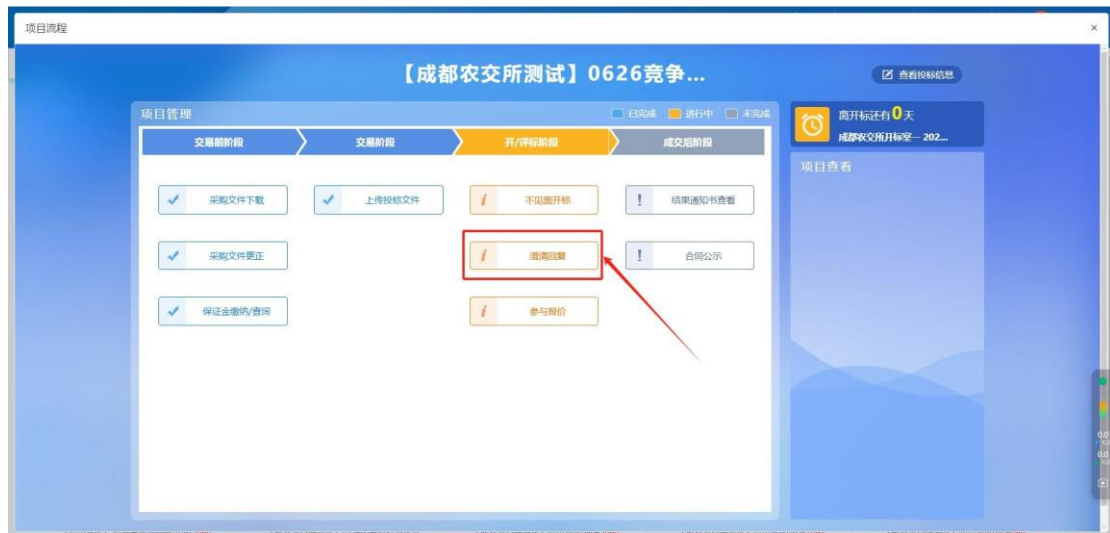 项目流程
×
【成都农交所测试】0626竞争...
查看投标信息
项目管理
已完成 进行中 未完成
离开标还有0天
成都农交所开标室一 202...
交易前阶段 交易阶段 开/评标阶段 成交后阶段
项目查看
采购文件下载 上传投标文件 i 不见面开标 ! 结果通知书查看
采购文件更正 i 澄清回复 ! 合同公示
保证金缴纳/查询 i 参与报价
0.0
0.0